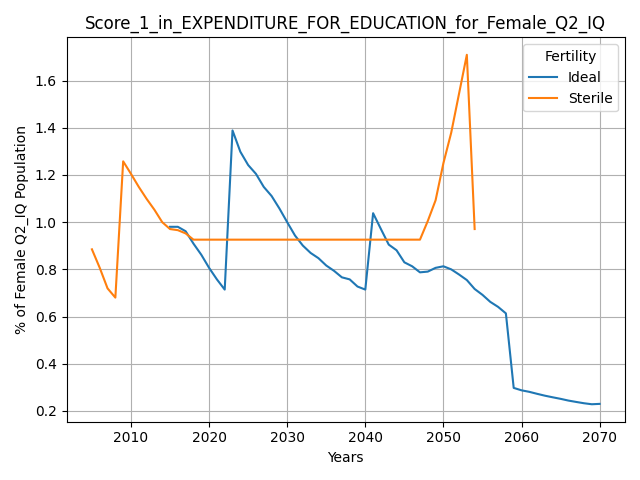 Score_1_in_EXPENDITURE_FOR_EDUCATION_for_Female_Q2_IQ
Fertility
Ideal
Sterile
% of Female Q2_IQ Population
1.6
1.4
1.2
1.0
0.8
0.6
0.4
0.2
2010 2020 2030 2040 2050 2060 2070
Years